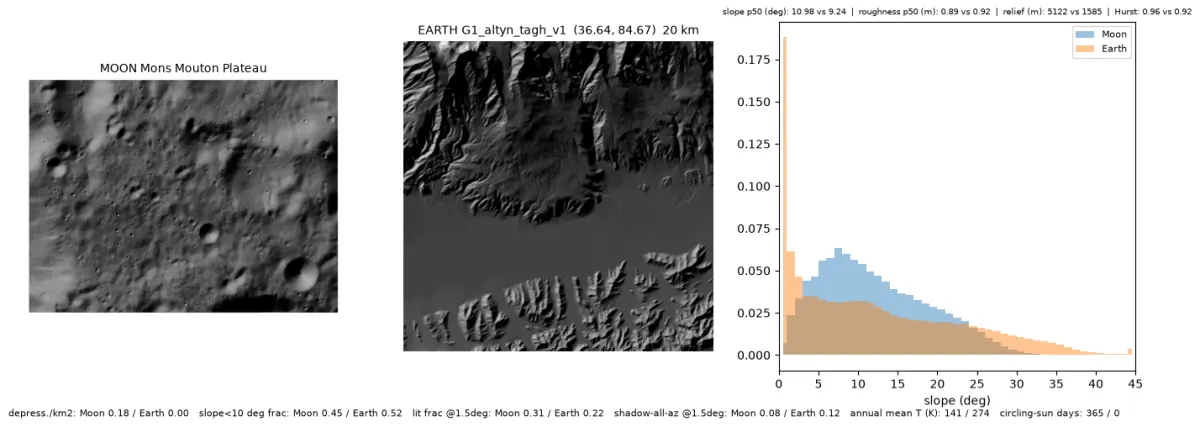 slope p50 (deg): 10.98 vs 9.24 | roughness p50 (m): 0.89 vs 0.92 | relief (m): 5122 vs 1585 | Hurst: 0.96 vs 0.92
MOON Mons Mouton Plateau
EARTH G1_altyn_tagh_v1 (36.64, 84.67) 20 km
Moon
Earth
0.175
0.150
0.125
0.100
0.075
0.050
0.025
0.000
0 5 10 15 20 25 30 35 40 45
slope (deg)
depress./km2: Moon 0.18 / Earth 0.00 slope<10 deg frac: Moon 0.45 / Earth 0.52 lit frac @1.5deg: Moon 0.31 / Earth 0.22 shadow-all-az @1.5deg: Moon 0.08 / Earth 0.12 annual mean T (K): 141 / 274 circling-sun days: 365 / 0